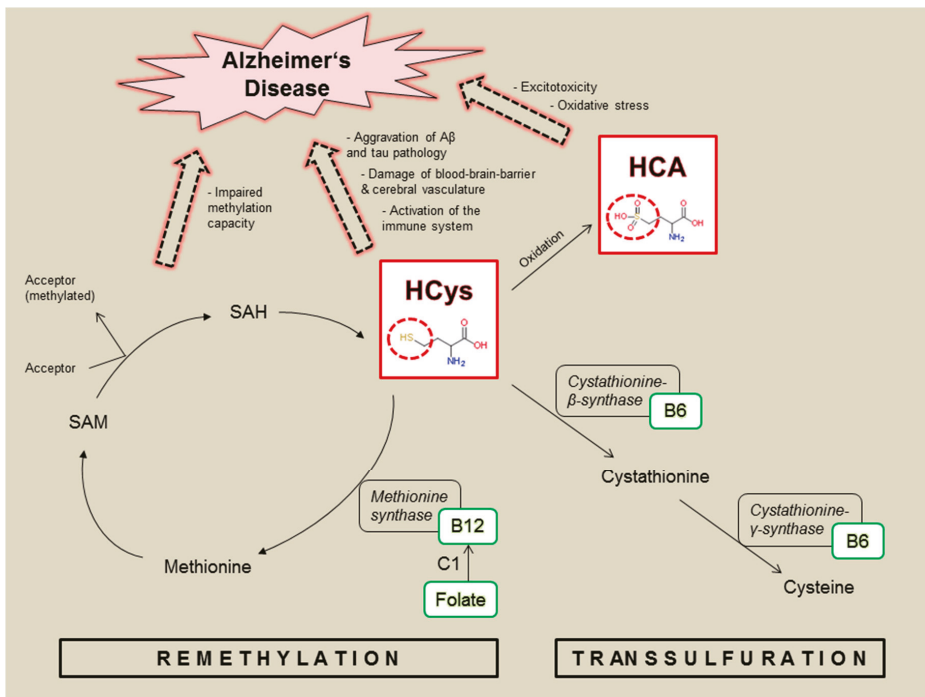 Alzheimer‘s
Disease
- Excitotoxicity
- Oxidative stress
- Aggravation of Aβ
and tau pathology
- Damage of blood-brain-barrier
& cerebral vasculature
- Activation of the
immune system
- Impaired
methylation
capacity
HCA
HO
S
O
O
O
OH
NH₂
Oxidation
HCys
HS
O
OH
NH₂
Acceptor
(methylated)
SAH
Acceptor
SAM
Cystathionine-
β-synthase
B6
Cystathionine
Methionine
synthase
B12
Cystathionine-
γ-synthase
B6
C1
Methionine
Cysteine
Folate
REMETHYLATION
TRANSSULFURATION